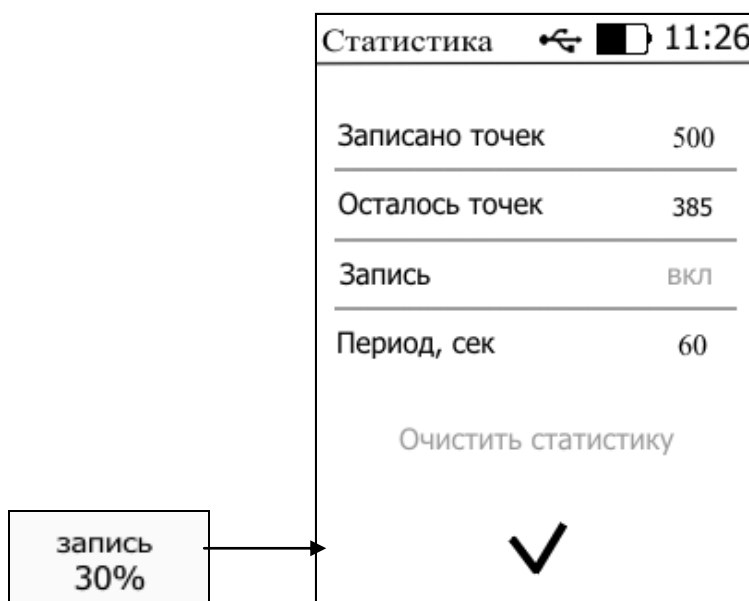 Статистика 11:26
Записано точек 500
Осталось точек 385
Запись вкл
Период, сек 60
Очистить статистику
запись
30%